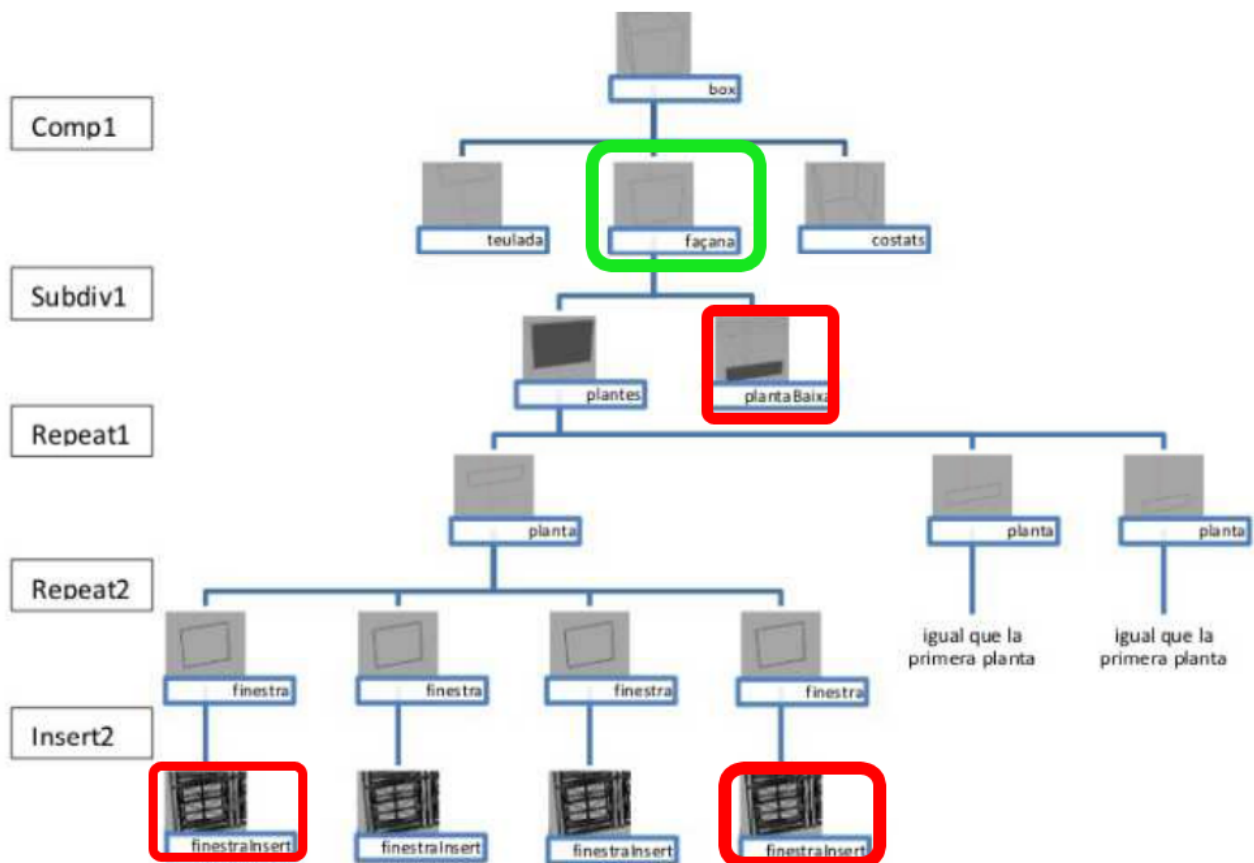 box
Comp1
teulada
façana
costats
Subdiv1
plantes
plantaBaixa
Repeat1
planta
planta
planta
Repeat2
igual que la
primera planta
igual que la
primera planta
finestra
finestra
finestra
finestra
Insert2
finestraInsert
finestraInsert
finestraInsert
finestraInsert